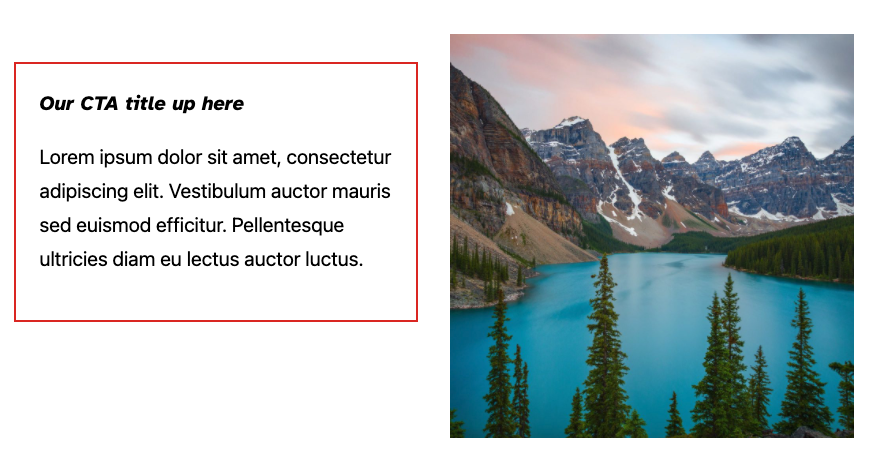 Our CTA title up here
Lorem ipsum dolor sit amet, consectetur
adipiscing elit. Vestibulum auctor mauris
sed euismod efficitur. Pellentesque
ultricies diam eu lectus auctor luctus.